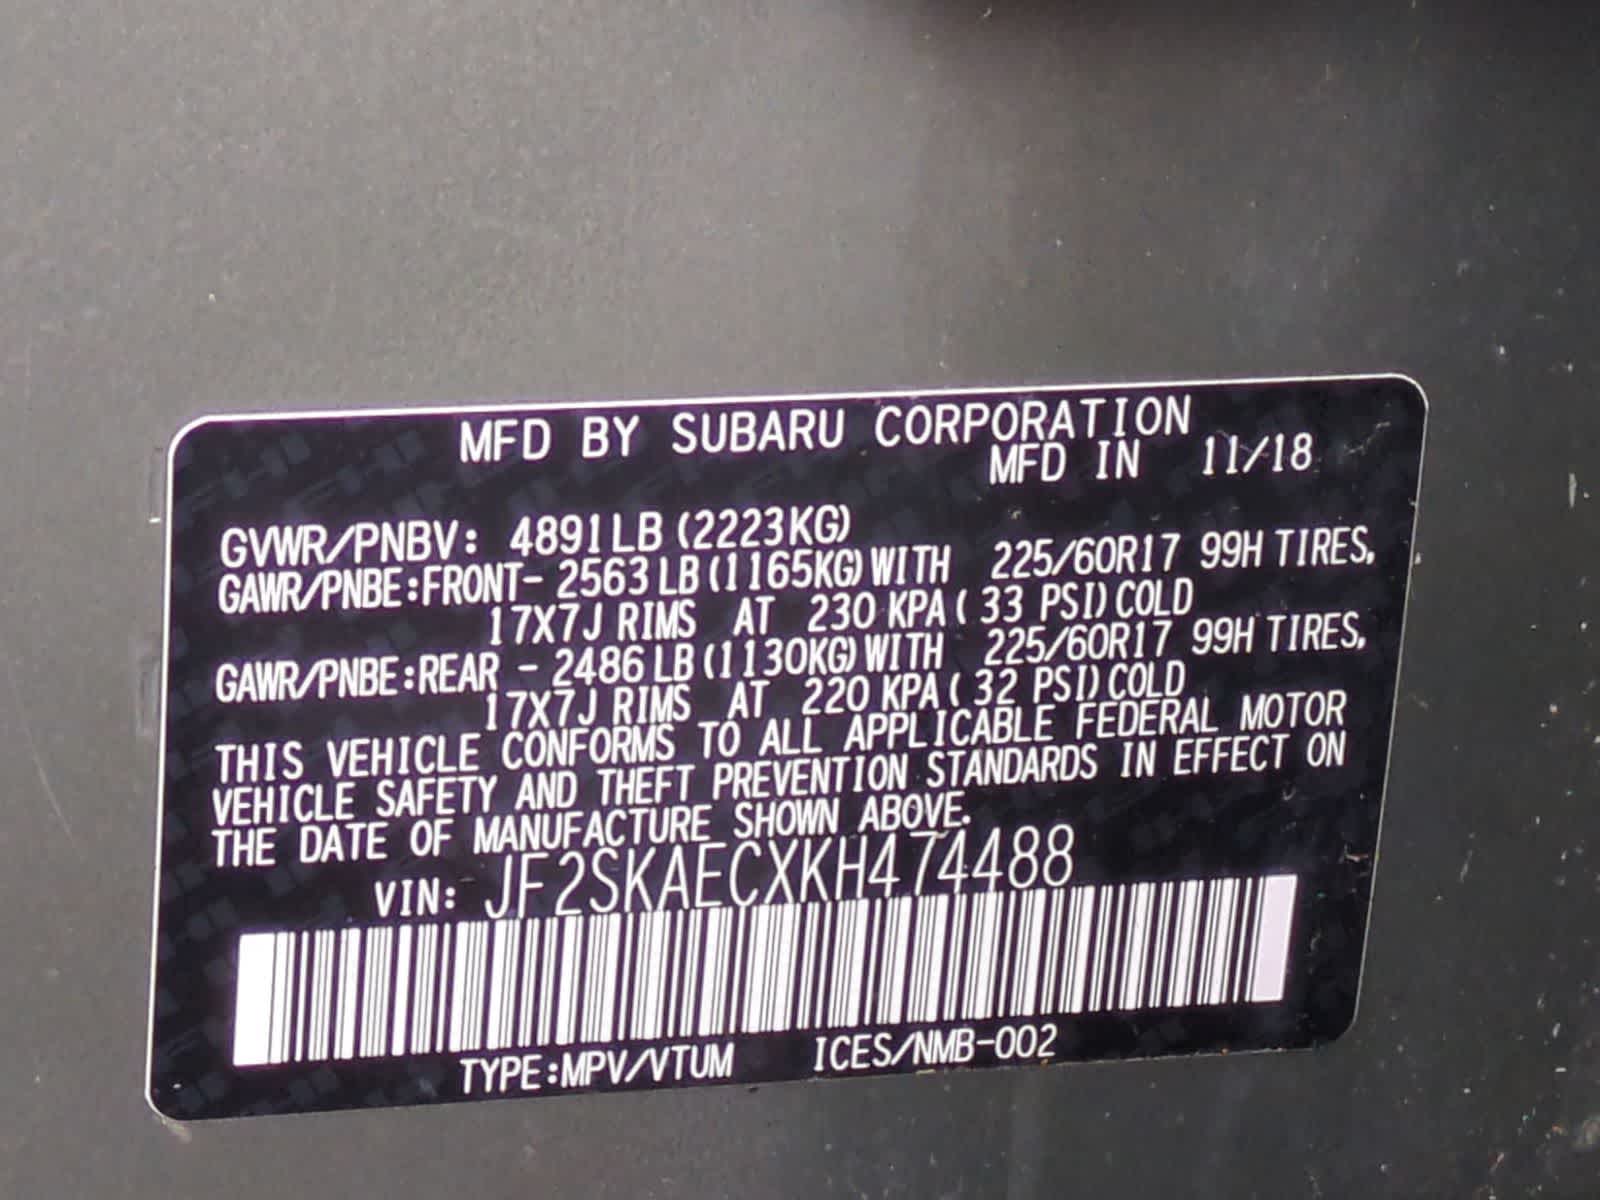 MFD BY SUBARU CORPORATION
MFD IN 11/18
GVWR/PNBV: 4891LB (2223KG)
GAWR/PNBE:FRONT- 2563 LB (1165KG) WITH 225/60R17 99H TIRES,
17X7J RIMS AT 230 KPA ( 33 PSI) COLD
GAWR/PNBE:REAR - 2486 LB (1130KG) WITH 225/60R17 99H TIRES,
17X7J RIMS AT 220 KPA ( 32 PSI) COLD
THIS VEHICLE CONFORMS TO ALL APPLICABLE FEDERAL MOTOR
VEHICLE SAFETY AND THEFT PREVENTION STANDARDS IN EFFECT ON
THE DATE OF MANUFACTURE SHOWN ABOVE.
VIN: JF2SKAECXKH474488
TYPE:MPV/VTUM ICES/NMB-002